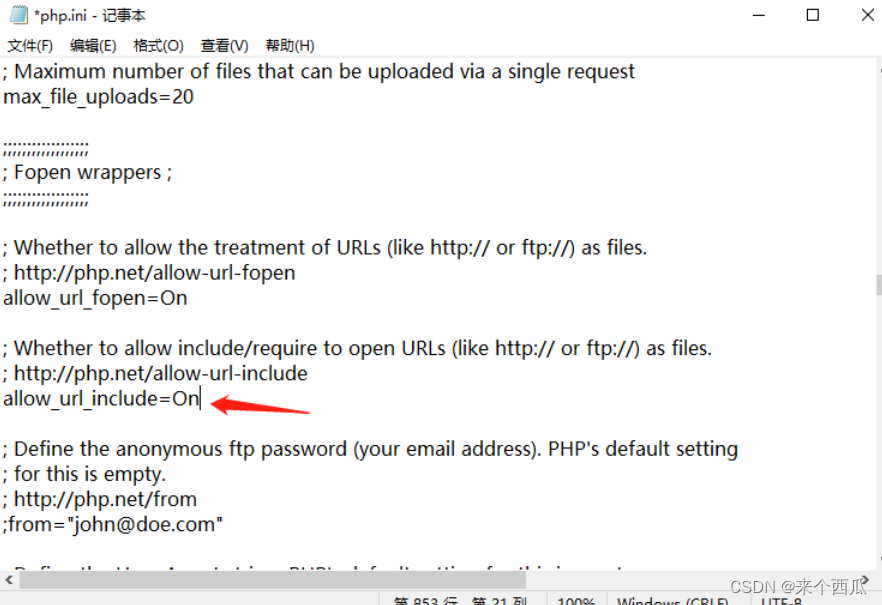 *php.ini - 记事本
文件(F) 编辑(E) 格式(O) 查看(V) 帮助(H)
; Maximum number of files that can be uploaded via a single request
max_file_uploads=20
;;;;;;;;;;;;;;;;;;
; Fopen wrappers ;
;;;;;;;;;;;;;;;;;;
; Whether to allow the treatment of URLs (like http:// or ftp://) as files.
; http://php.net/allow-url-fopen
allow_url_fopen=On
; Whether to allow include/require to open URLs (like http:// or ftp://) as files.
; http://php.net/allow-url-include
allow_url_include=On
; Define the anonymous ftp password (your email address). PHP's default setting
; for this is empty.
; http://php.net/from
;from="john@doe.com"
第 853 行, 第 21 列 100% Windows (CRLF) UTF-8
CSDN @来个西瓜